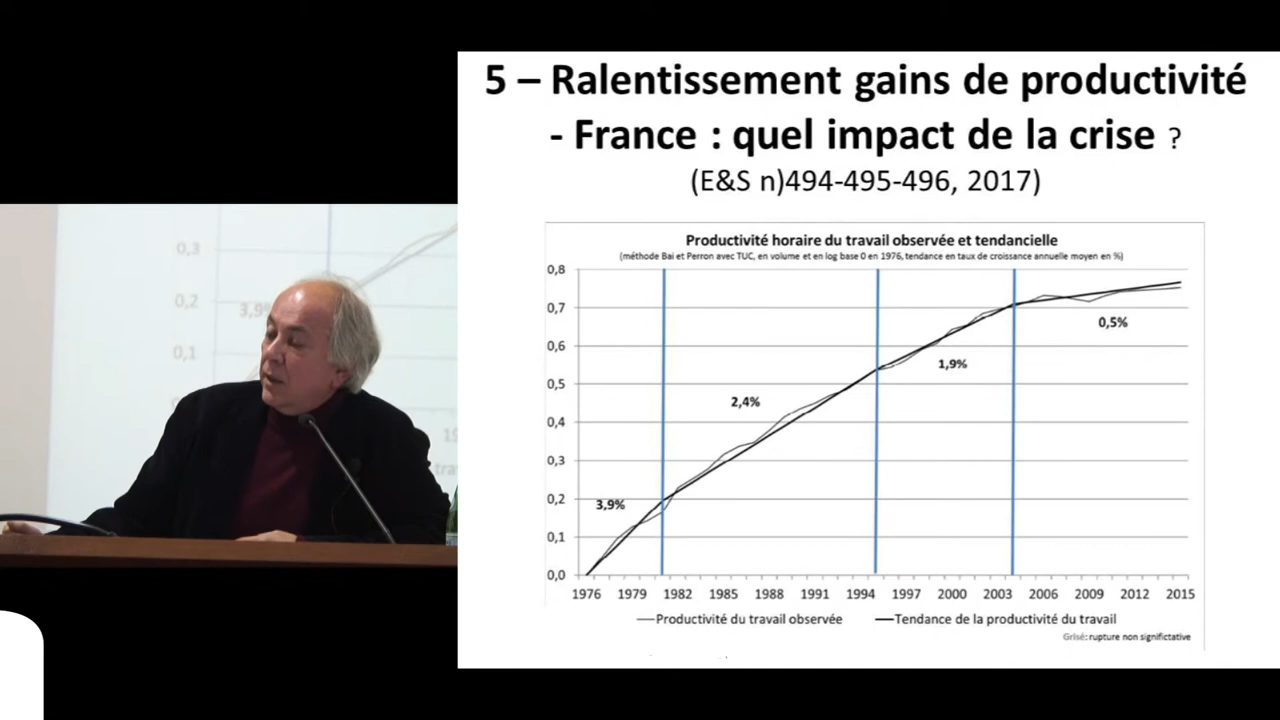 5 – Ralentissement gains de productivité
- France : quel impact de la crise ?
(E&S n)494-495-496, 2017)
Productivité horaire du travail observée et tendancielle
(méthode Bai et Perron avec TUC, en volume et en log base 0 en 1976, tendance en taux de croissance annuelle moyen en %)
0,8
0,7
0,6
0,5
0,4
0,3
0,2
0,1
0,0
3,9%
2,4%
1,9%
0,5%
1976 1979 1982 1985 1988 1991 1994 1997 2000 2003 2006 2009 2012 2015
Productivité du travail observée Tendance de la productivité du travail
Grisé: rupture non significtative
0,3
0,2
3,9
0,1